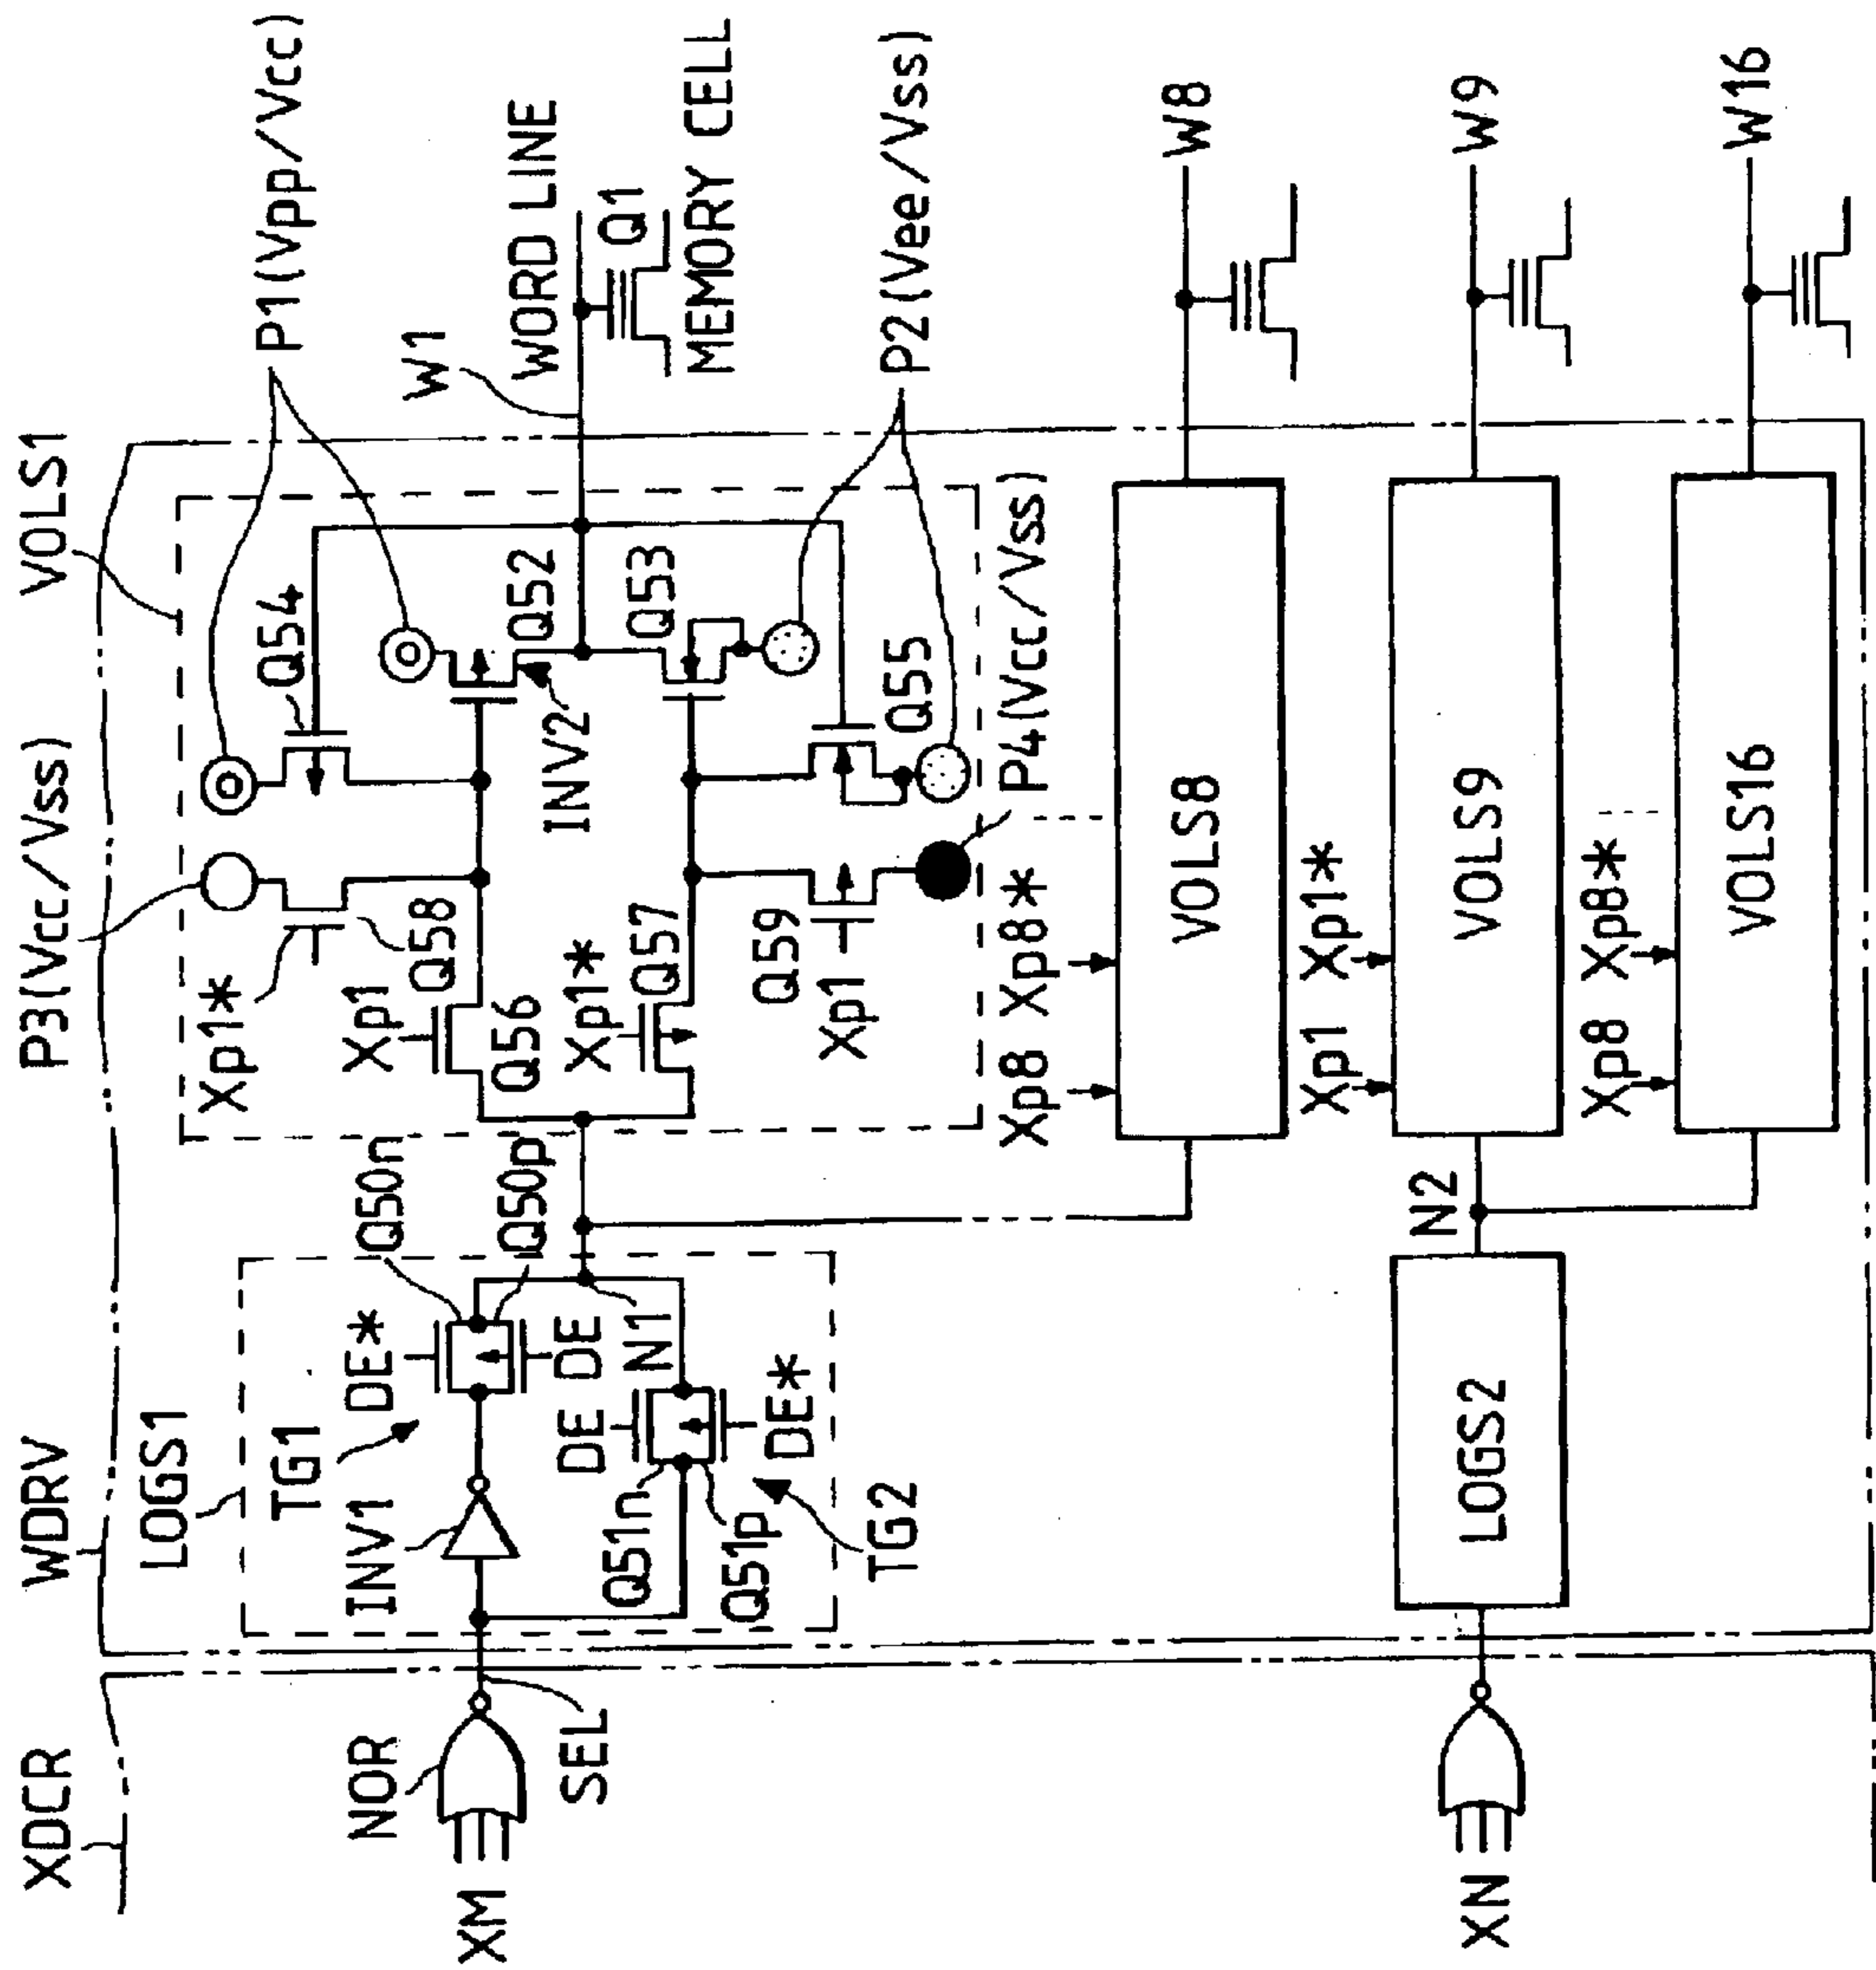 XDCR
WDRV
P3(Vcc/Vss)
VOLS1
P1(Vpp/Vcc)
LOGS1
Xp1*
Q54
TG1
DE*
Q50n
Xp1
Q58
W1
NOR
INV1
Q56
Q52
WORD LINE
XM
SEL
Q50p
DE
DE
N1
Xp1*
Q57
INV2
Q53
Q1
MEMORY CELL
Q51n
Q51p
DE*
TG2
Q59
Xp1
Q55
P2(Vee/Vss)
P4(Vcc/Vss)
Xp8
Xp8*
VOLS8
W8
Xp1
Xp1*
N2
LOGS2
VOLS9
W9
XN
Xp8
Xp8*
VOLS16
W16